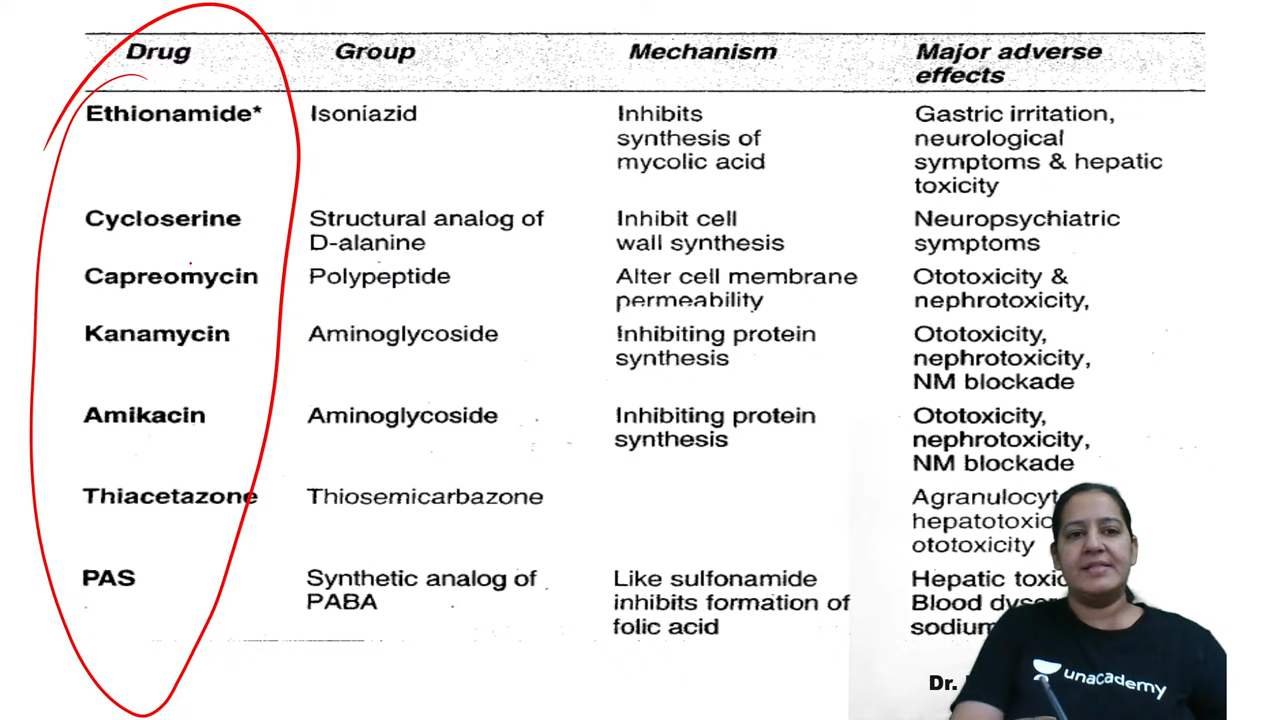 Drug Group Mechanism Major adverse
effects
Ethionamide* Isoniazid Inhibits Gastric irritation,
synthesis of neurological
mycolic acid symptoms & hepatic
toxicity
Cycloserine Structural analog of Inhibit cell Neuropsychiatric
D-alanine wall synthesis symptoms
Capreomycin Polypeptide Alter cell membrane Ototoxicity &
permeability nephrotoxicity,
Kanamycin Aminoglycoside Inhibiting protein Ototoxicity,
synthesis nephrotoxicity,
NM blockade
Amikacin Aminoglycoside Inhibiting protein Ototoxicity,
synthesis nephrotoxicity,
NM blockade
Thiacetazone Thiosemicarbazone
ototoxicity
PAS Synthetic analog of Like sulfonamide Hepatic
PABA inhibits formation of Blood
folic acid
Dr.
unacademy